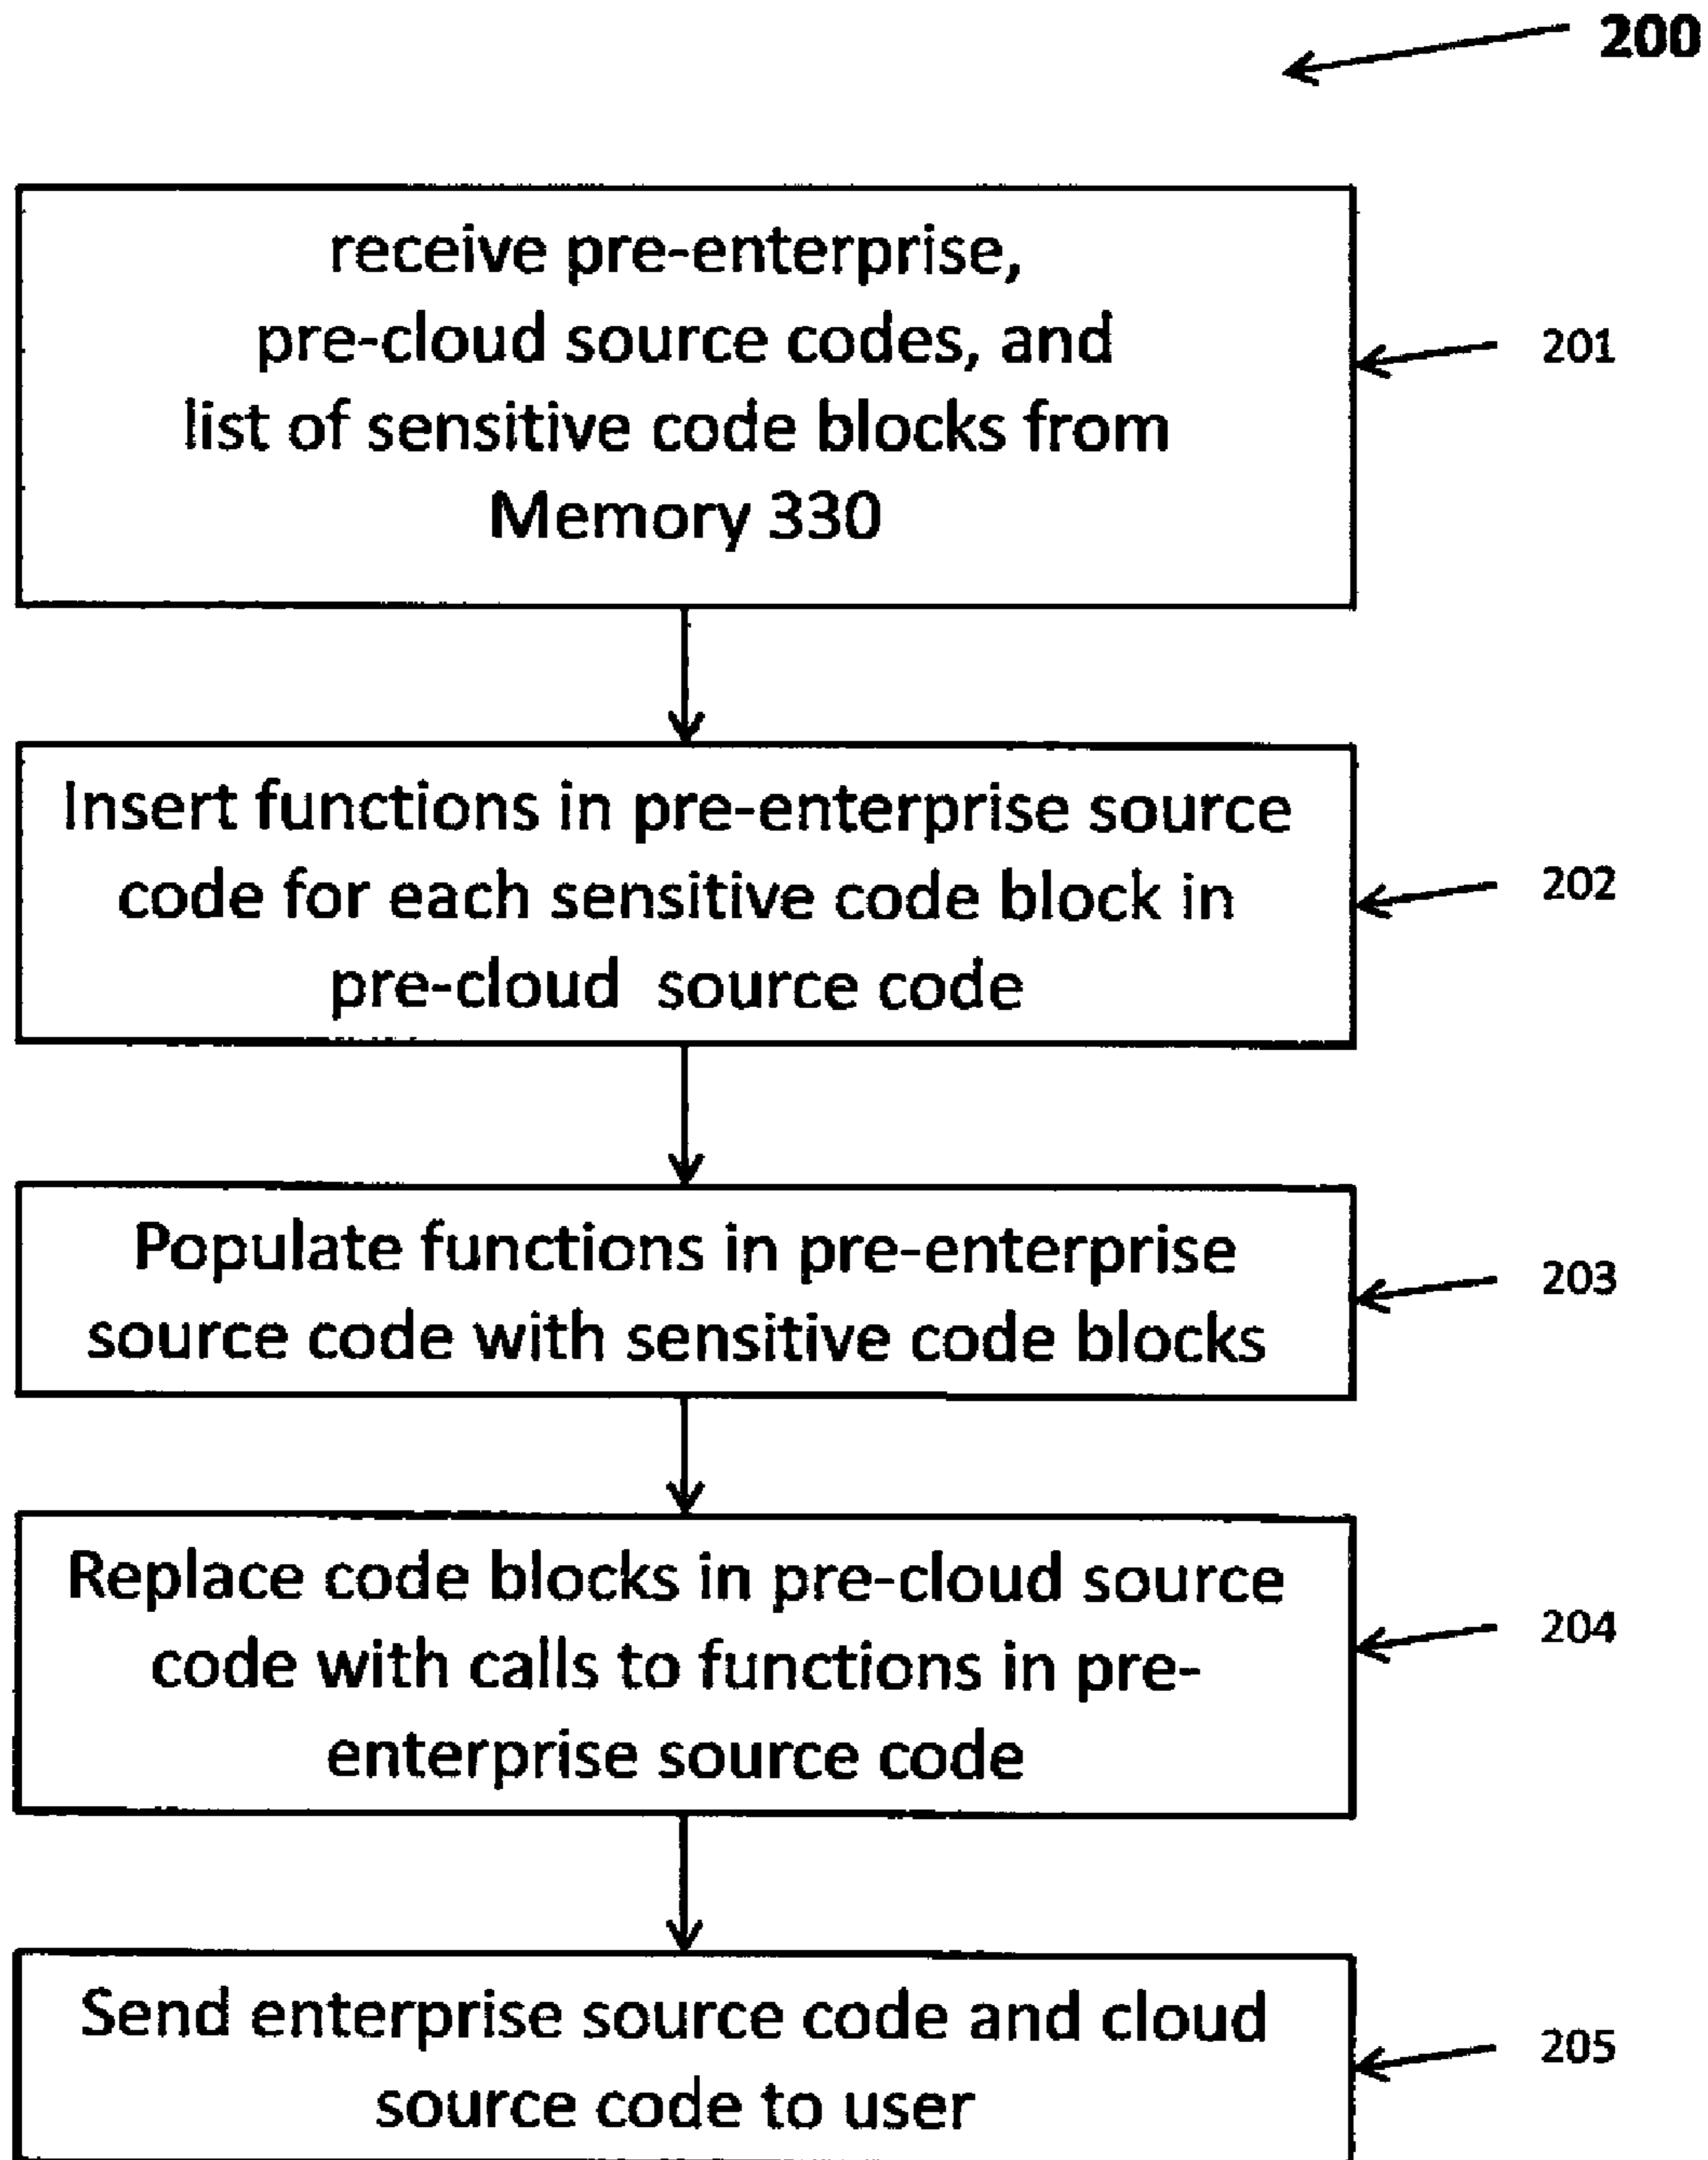 200
receive pre-enterprise,
pre-cloud source codes, and
list of sensitive code blocks from
Memory 330
201
Insert functions in pre-enterprise source
code for each sensitive code block in
pre-cloud source code
202
Populate functions in pre-enterprise
source code with sensitive code blocks
203
Replace code blocks in pre-cloud source
code with calls to functions in pre-
enterprise source code
204
Send enterprise source code and cloud
source code to user
205